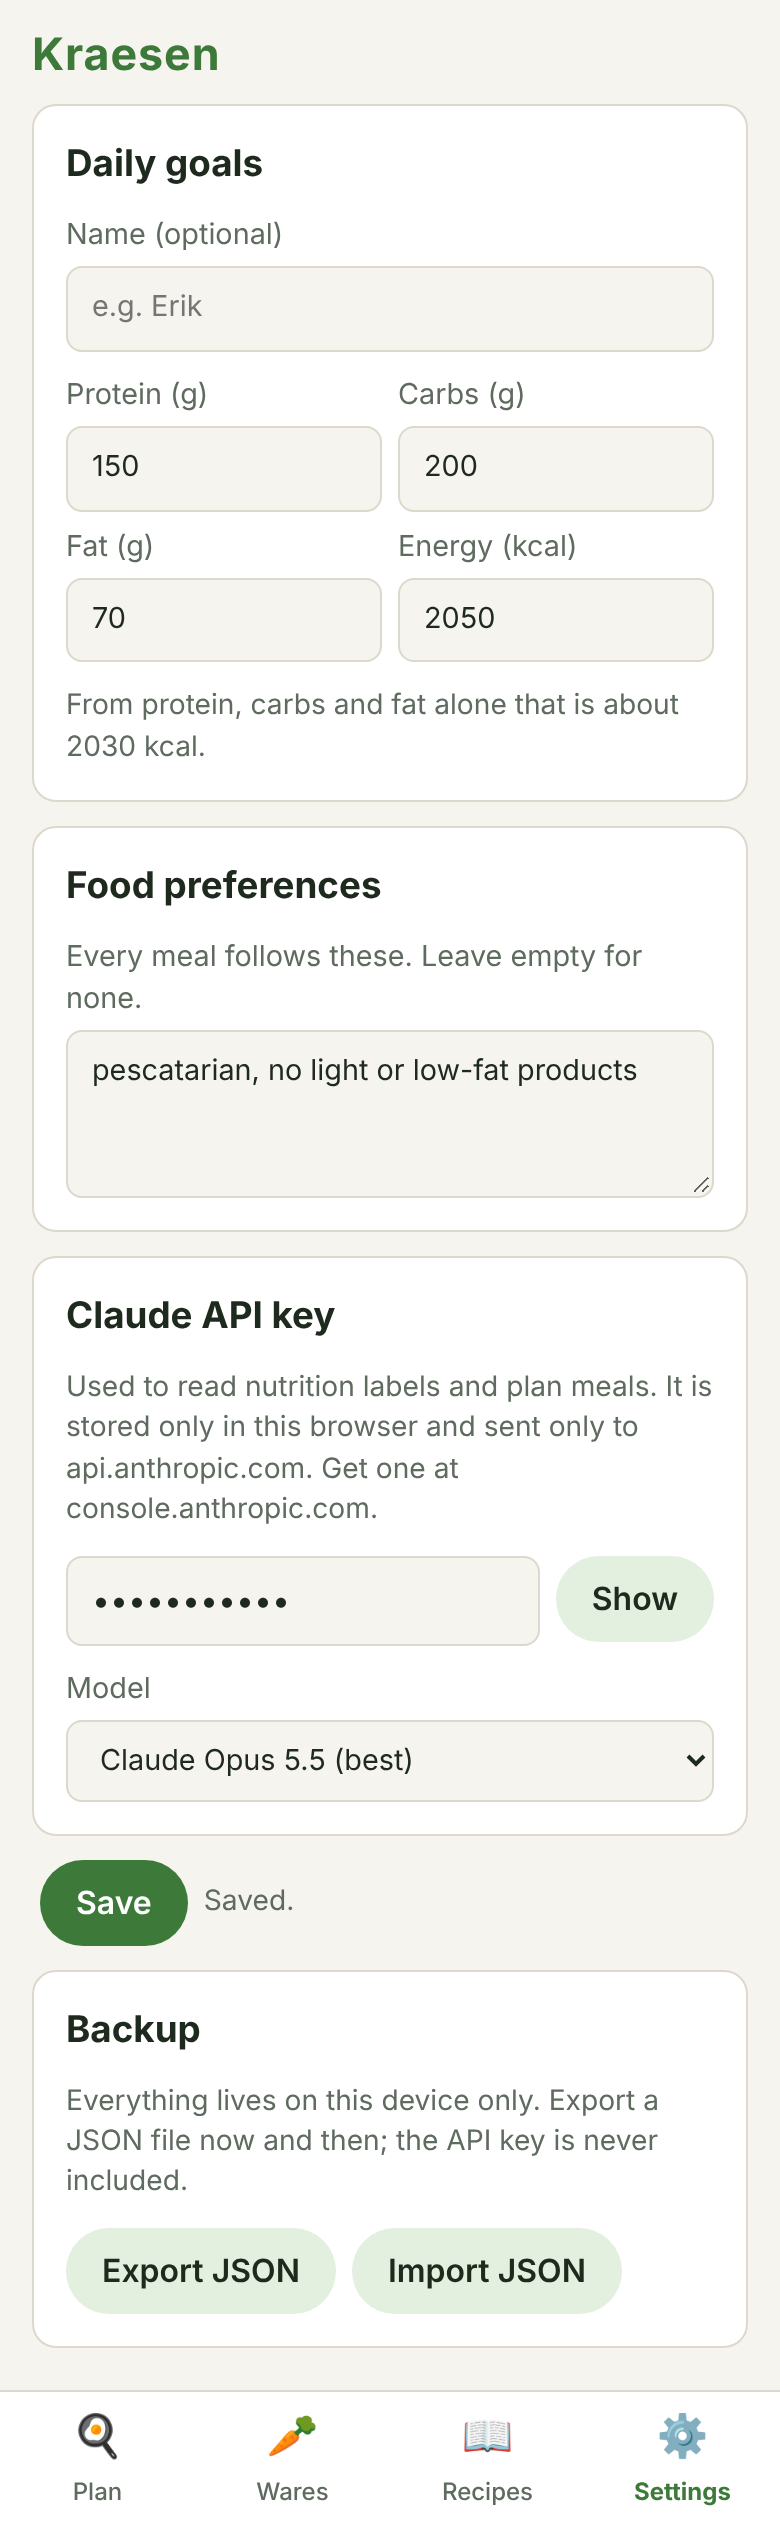 Kraesen
Daily goals
Name (optional)
e.g. Erik
Protein (g)
Carbs (g)
150
200
Fat (g)
Energy (kcal)
70
2050
From protein, carbs and fat alone that is about
2030 kcal.
Food preferences
Every meal follows these. Leave empty for
none.
pescatarian, no light or low-fat products
Claude API key
Used to read nutrition labels and plan meals. It is
stored only in this browser and sent only to
api.anthropic.com. Get one at
console.anthropic.com.
•••••••••••
Show
Model
Claude Opus 5.5 (best)
Save
Saved.
Backup
Everything lives on this device only. Export a
JSON file now and then; the API key is never
included.
Export JSON
Import JSON
Plan
Wares
Recipes
Settings